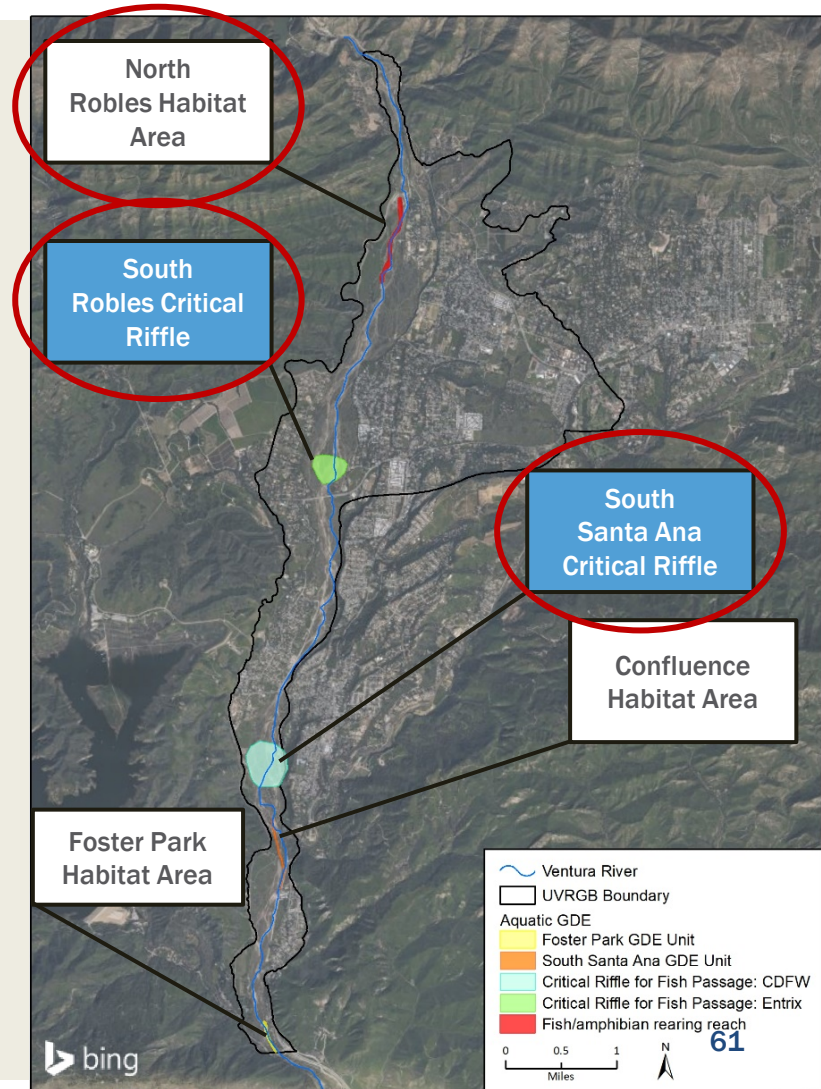 North
Robles Habitat
Area
South
Robles Critical
Riffle
South
Santa Ana
Critical Riffle
Confluence
Habitat Area
Foster Park
Habitat Area
Ventura River
UVRGB Boundary
Aquatic GDE
Foster Park GDE Unit
South Santa Ana GDE Unit
Critical Riffle for Fish Passage: CDFW
Critical Riffle for Fish Passage: Entrix
Fish/amphibian rearing reach
0 0.5 1
Miles
N
61
bing